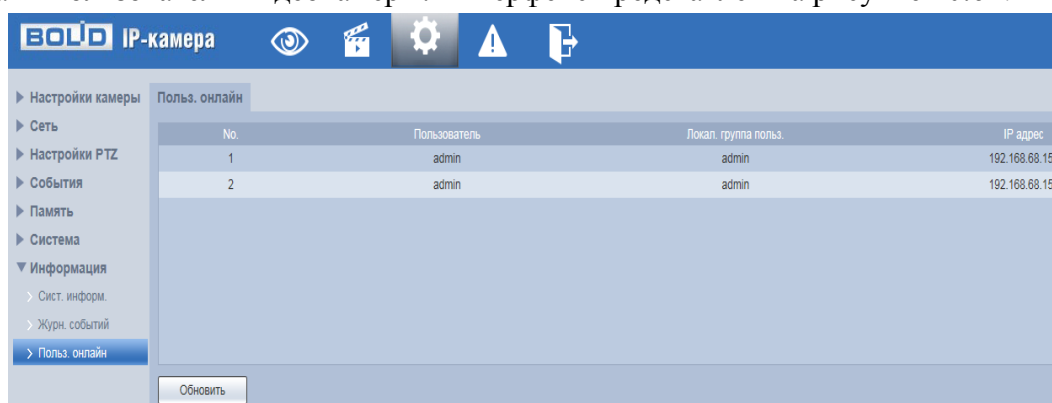 BOLID IP-камера
Настройки камеры
Сеть
Настройки PTZ
События
Память
Система
Информация
Сист. информ.
Журн. событий
Польз. онлайн
Польз. онлайн
No. Пользователь Локал. группа польз. IP адрес
1 admin admin 192.168.68.15
2 admin admin 192.168.68.15
Обновить